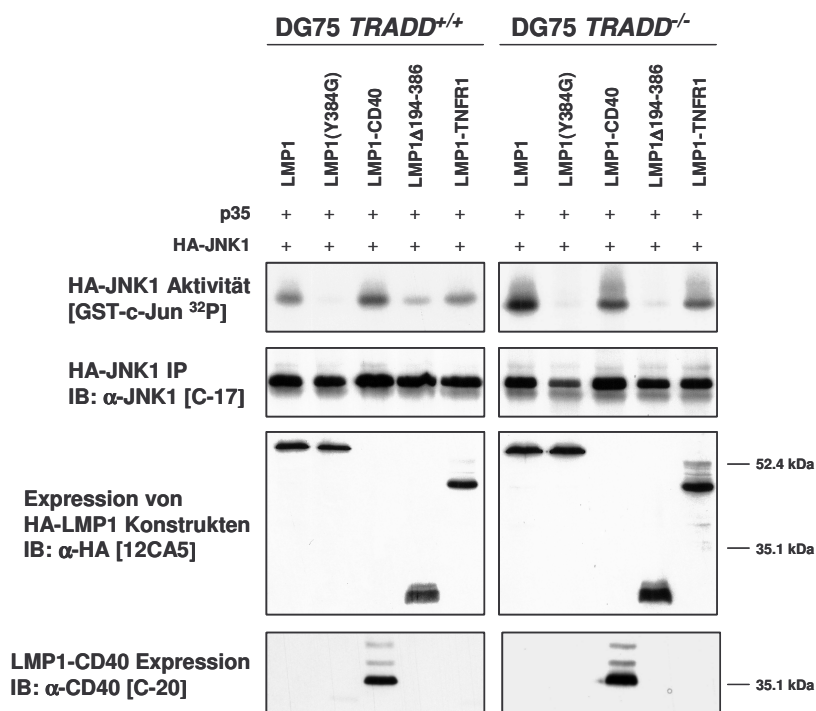 DG75 TRADD+/+ DG75 TRADD-/-
LMP1 LMP1(Y384G) LMP1-CD40 LMP1Δ194-386 LMP1-TNFR1 LMP1 LMP1(Y384G) LMP1-CD40 LMP1Δ194-386 LMP1-TNFR1
p35 + + + + + + + + + +
HA-JNK1 + + + + + + + + + +
HA-JNK1 Aktivität
[GST-c-Jun 32P]
HA-JNK1 IP
IB: α-JNK1 [C-17]
52.4 kDa
Expression von
HA-LMP1 Konstrukten
IB: α-HA [12CA5]
35.1 kDa
LMP1-CD40 Expression
IB: α-CD40 [C-20]
35.1 kDa